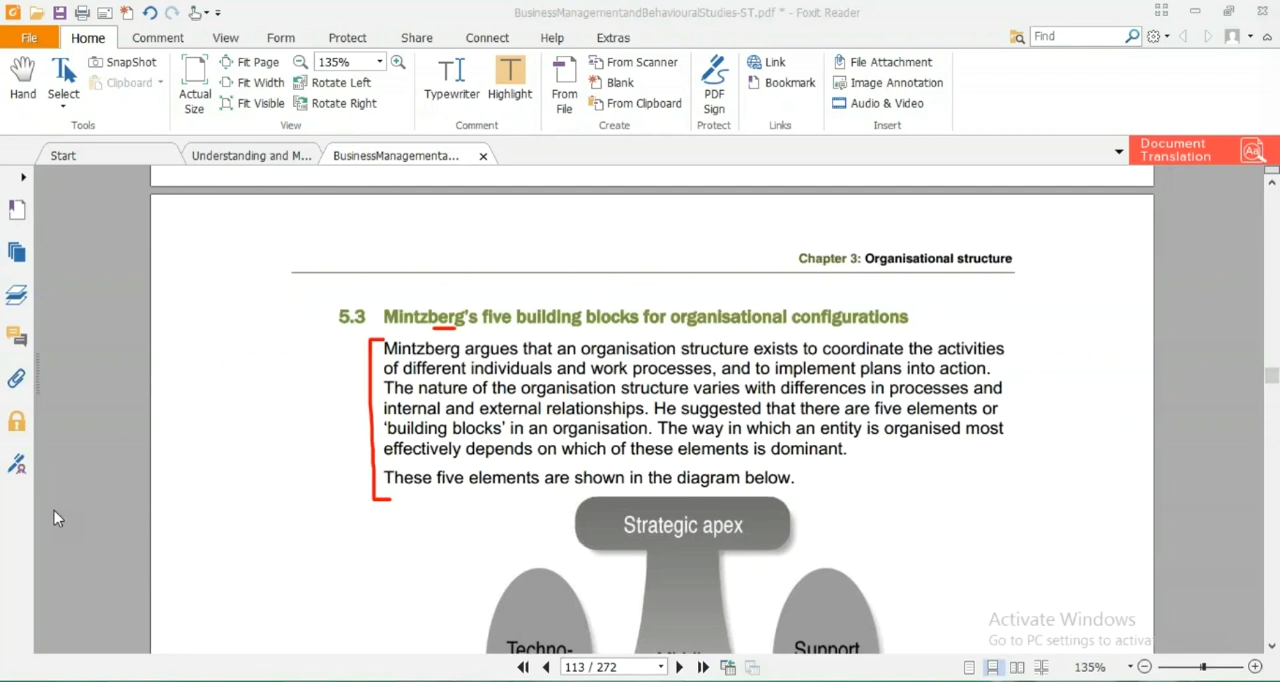 BusinessManagementandBehaviouralStudies-ST.pdf * - Foxit Reader
File Home Comment View Form Protect Share Connect Help Extras Find
Hand Select SnapShot Clipboard
Tools
Actual Size Fit Page Fit Width Fit Visible 135% Rotate Left Rotate Right
View
Typewriter Highlight
Comment
From File From Scanner Blank From Clipboard
Create
PDF Sign
Protect
Link Bookmark
Links
File Attachment Image Annotation Audio & Video
Insert
Start Understanding and M... BusinessManagementa...
Document
Translation
Chapter 3: Organisational structure
5.3 Mintzberg's five building blocks for organisational configurations
Mintzberg argues that an organisation structure exists to coordinate the activities
of different individuals and work processes, and to implement plans into action.
The nature of the organisation structure varies with differences in processes and
internal and external relationships. He suggested that there are five elements or
‘building blocks’ in an organisation. The way in which an entity is organised most
effectively depends on which of these elements is dominant.
These five elements are shown in the diagram below.
Strategic apex
Techno-
Support
Activate Windows
Go to PC settings to activa
113 / 272 135%